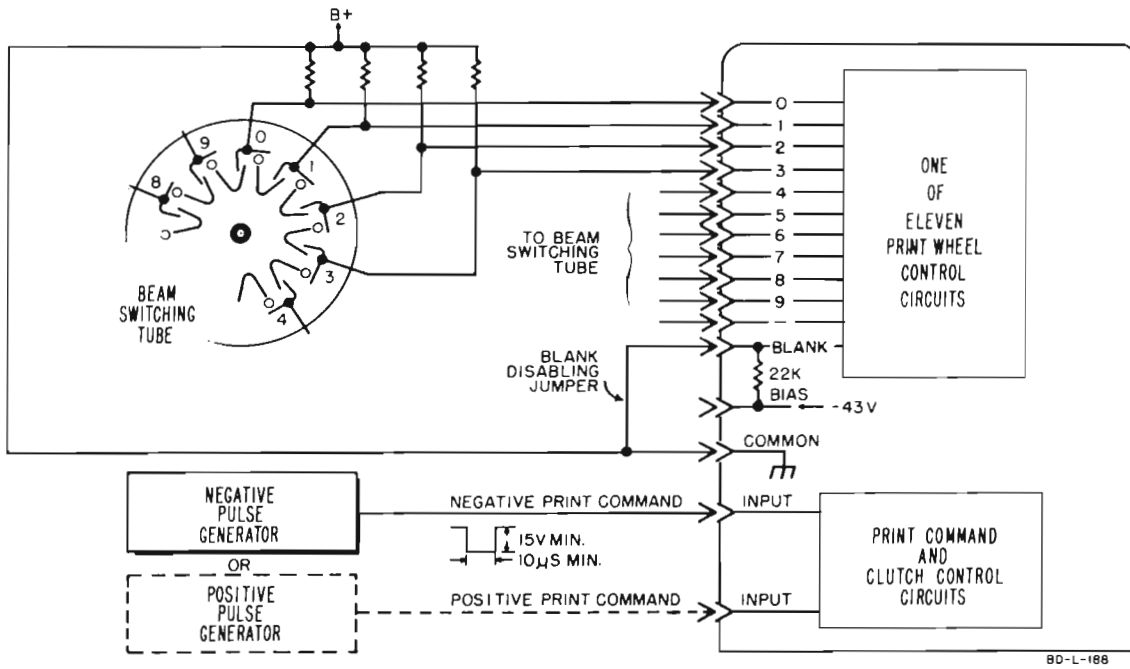 B+
9
0
1
8
2
3
4
BEAM
SWITCHING
TUBE
TO BEAM
SWITCHING
TUBE
BLANK
DISABLING
JUMPER
0
1
2
3
4
5
6
7
8
9
–
BLANK
22K
BIAS
-43V
COMMON
ONE
OF
ELEVEN
PRINT WHEEL
CONTROL
CIRCUITS
NEGATIVE
PULSE
GENERATOR
OR
POSITIVE
PULSE
GENERATOR
NEGATIVE PRINT COMMAND
15V MIN.
10μS MIN.
POSITIVE PRINT COMMAND
INPUT
INPUT
PRINT COMMAND
AND
CLUTCH CONTROL
CIRCUITS
BD-L-188